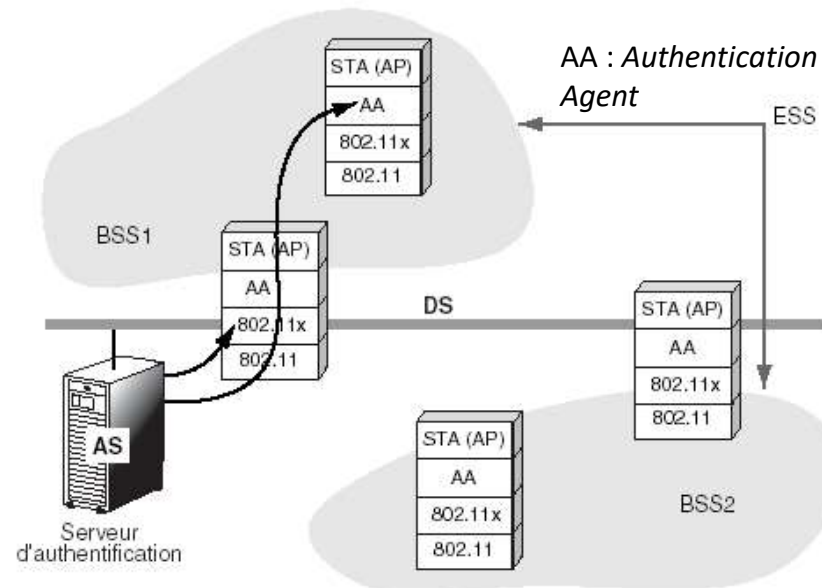 STA (AP)
AA
802.11x
802.11
AA : Authentication
Agent
ESS
BSS1
STA (AP)
AA
802.11x
802.11
DS
STA (AP)
AA
802.11x
802.11
AS
Serveur
d'authentification
STA (AP)
AA
802.11x
802.11
BSS2